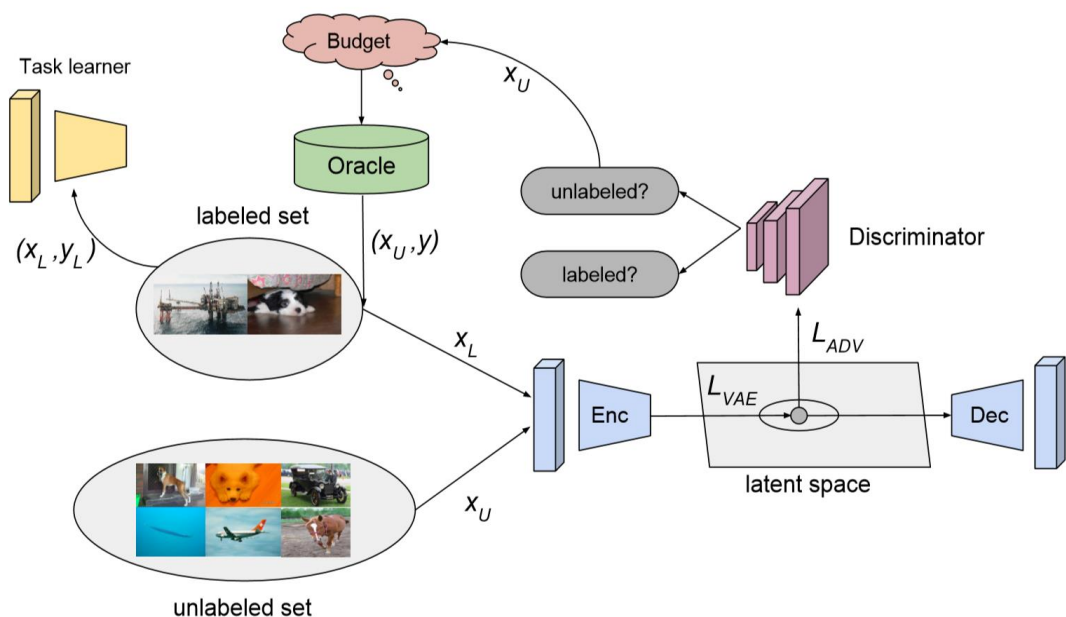 Budget
Task learner
x_U
Oracle
unlabeled?
labeled set
(x_L, y_L)
(x_U, y)
Discriminator
labeled?
x_L
L_ADV
L_VAE
Enc
Dec
latent space
x_U
unlabeled set